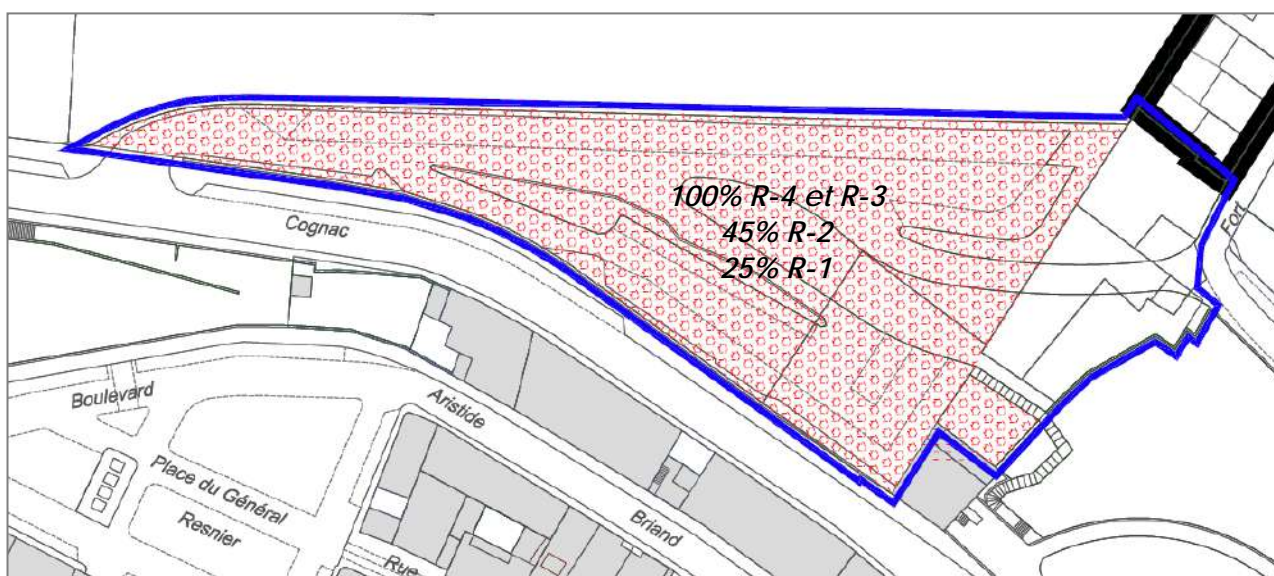 100% R-4 et R-3
45% R-2
25% R-1
Fort
Cognac
Boulevard
Aristide
Place du Général
Resnier
Briand
Rue